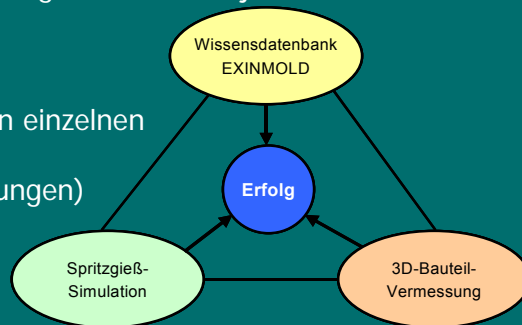 Wissensdatenbank
EXINMOLD
n einzelnen
ungen)
Erfolg
Spritzgieß-
Simulation
3D-Bauteil-
Vermessung